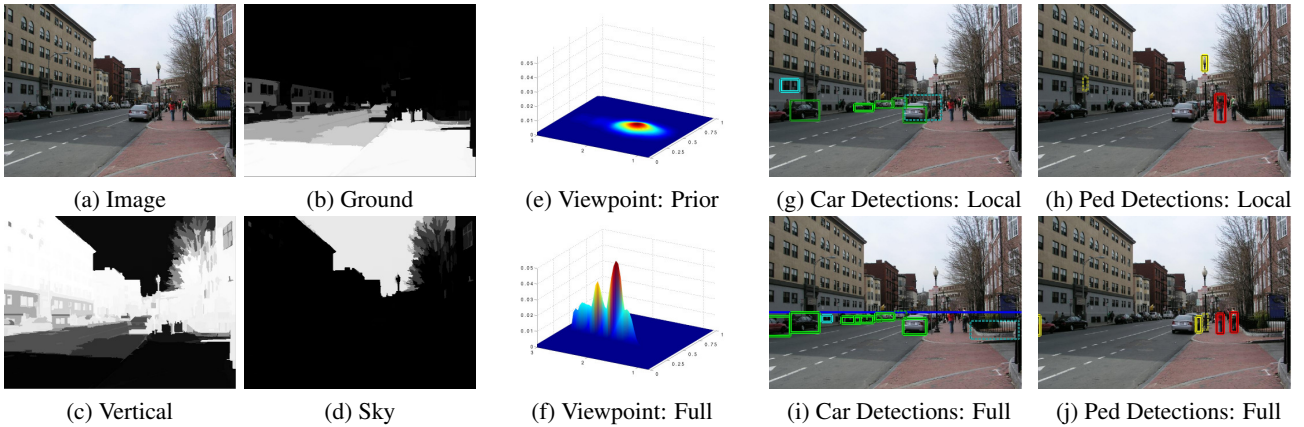 0.05
0.04
0.03
0.02
0.01
0
3
2
1
0
0.25
0.5
0.75
1
(a) Image
(b) Ground
(e) Viewpoint: Prior
(g) Car Detections: Local
(h) Ped Detections: Local
0.05
0.04
0.03
0.02
0.01
0
3
2
1
0
0.25
0.5
0.75
1
(c) Vertical
(d) Sky
(f) Viewpoint: Full
(i) Car Detections: Full
(j) Ped Detections: Full